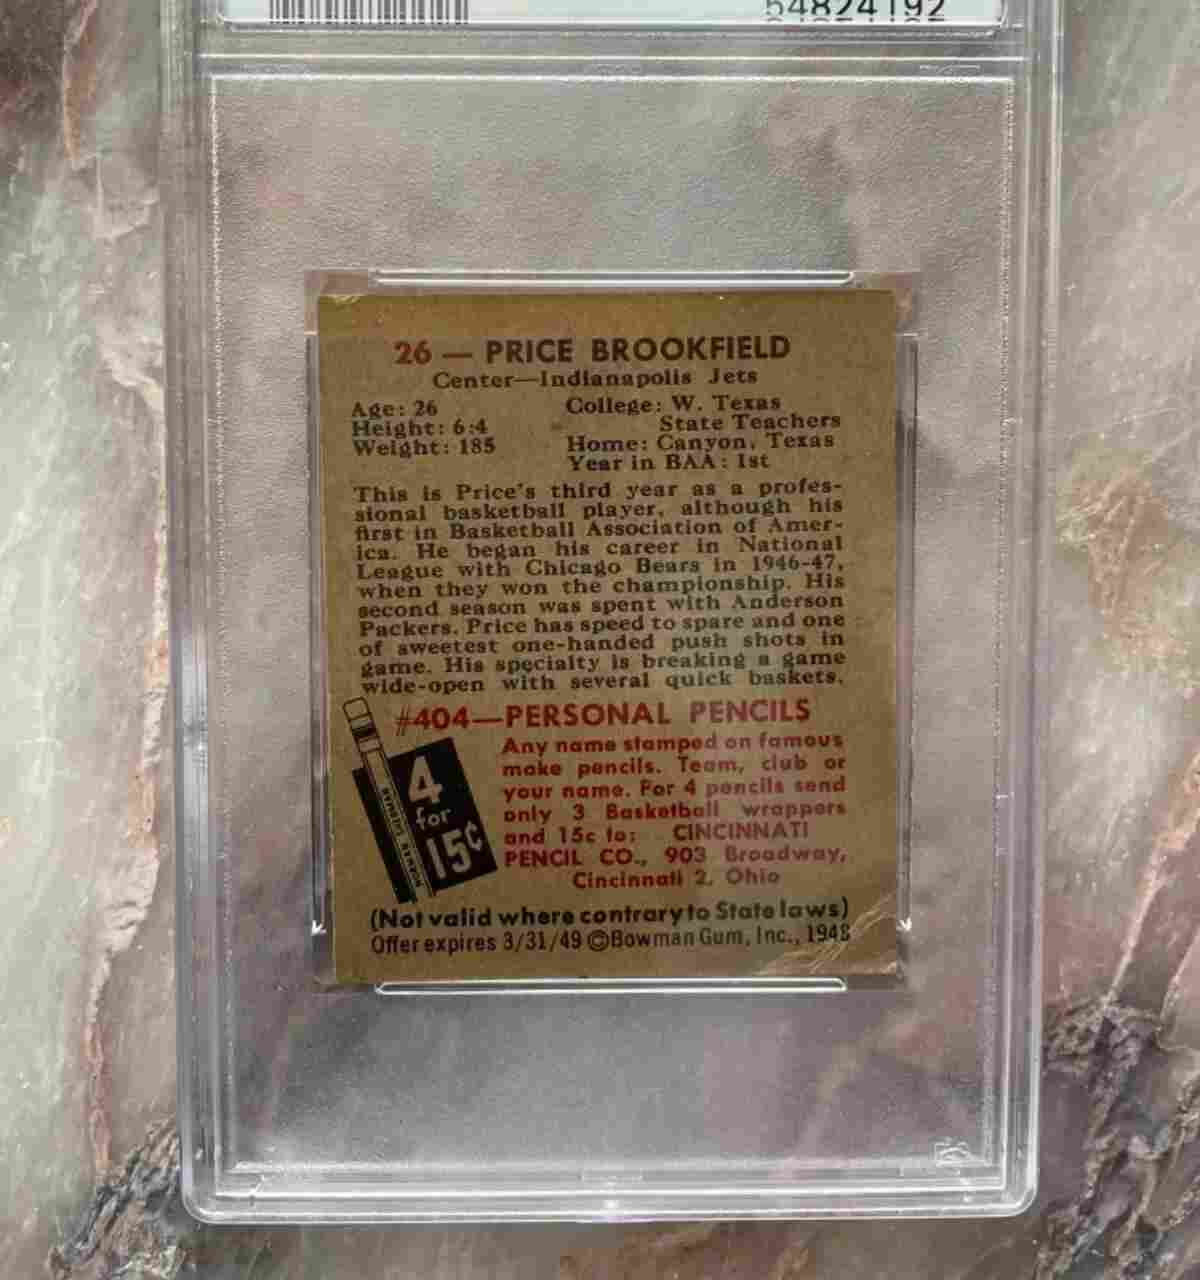 54824192
26 — PRICE BROOKFIELD
Center—Indianapolis Jets
Age: 26
Height: 6:4
Weight: 185
College: W. Texas
State Teachers
Home: Canyon, Texas
Year in BAA: 1st
This is Price's third year as a profes-
sional basketball player, although his
first in Basketball Association of Amer-
ica. He began his career in National
League with Chicago Bears in 1946-47,
when they won the championship. His
second season was spent with Anderson
Packers. Price has speed to spare and one
of sweetest one-handed push shots in
game. His specialty is breaking a game
wide-open with several quick baskets.
#404—PERSONAL PENCILS
4
for
15¢
Any name stamped on famous
make pencils. Team, club or
your name. For 4 pencils send
only 3 Basketball wrappers
and 15c to: CINCINNATI
PENCIL CO., 903 Broadway,
Cincinnati 2, Ohio
(Not valid where contrary to State laws)
Offer expires 3/31/49 ©Bowman Gum, Inc., 1948